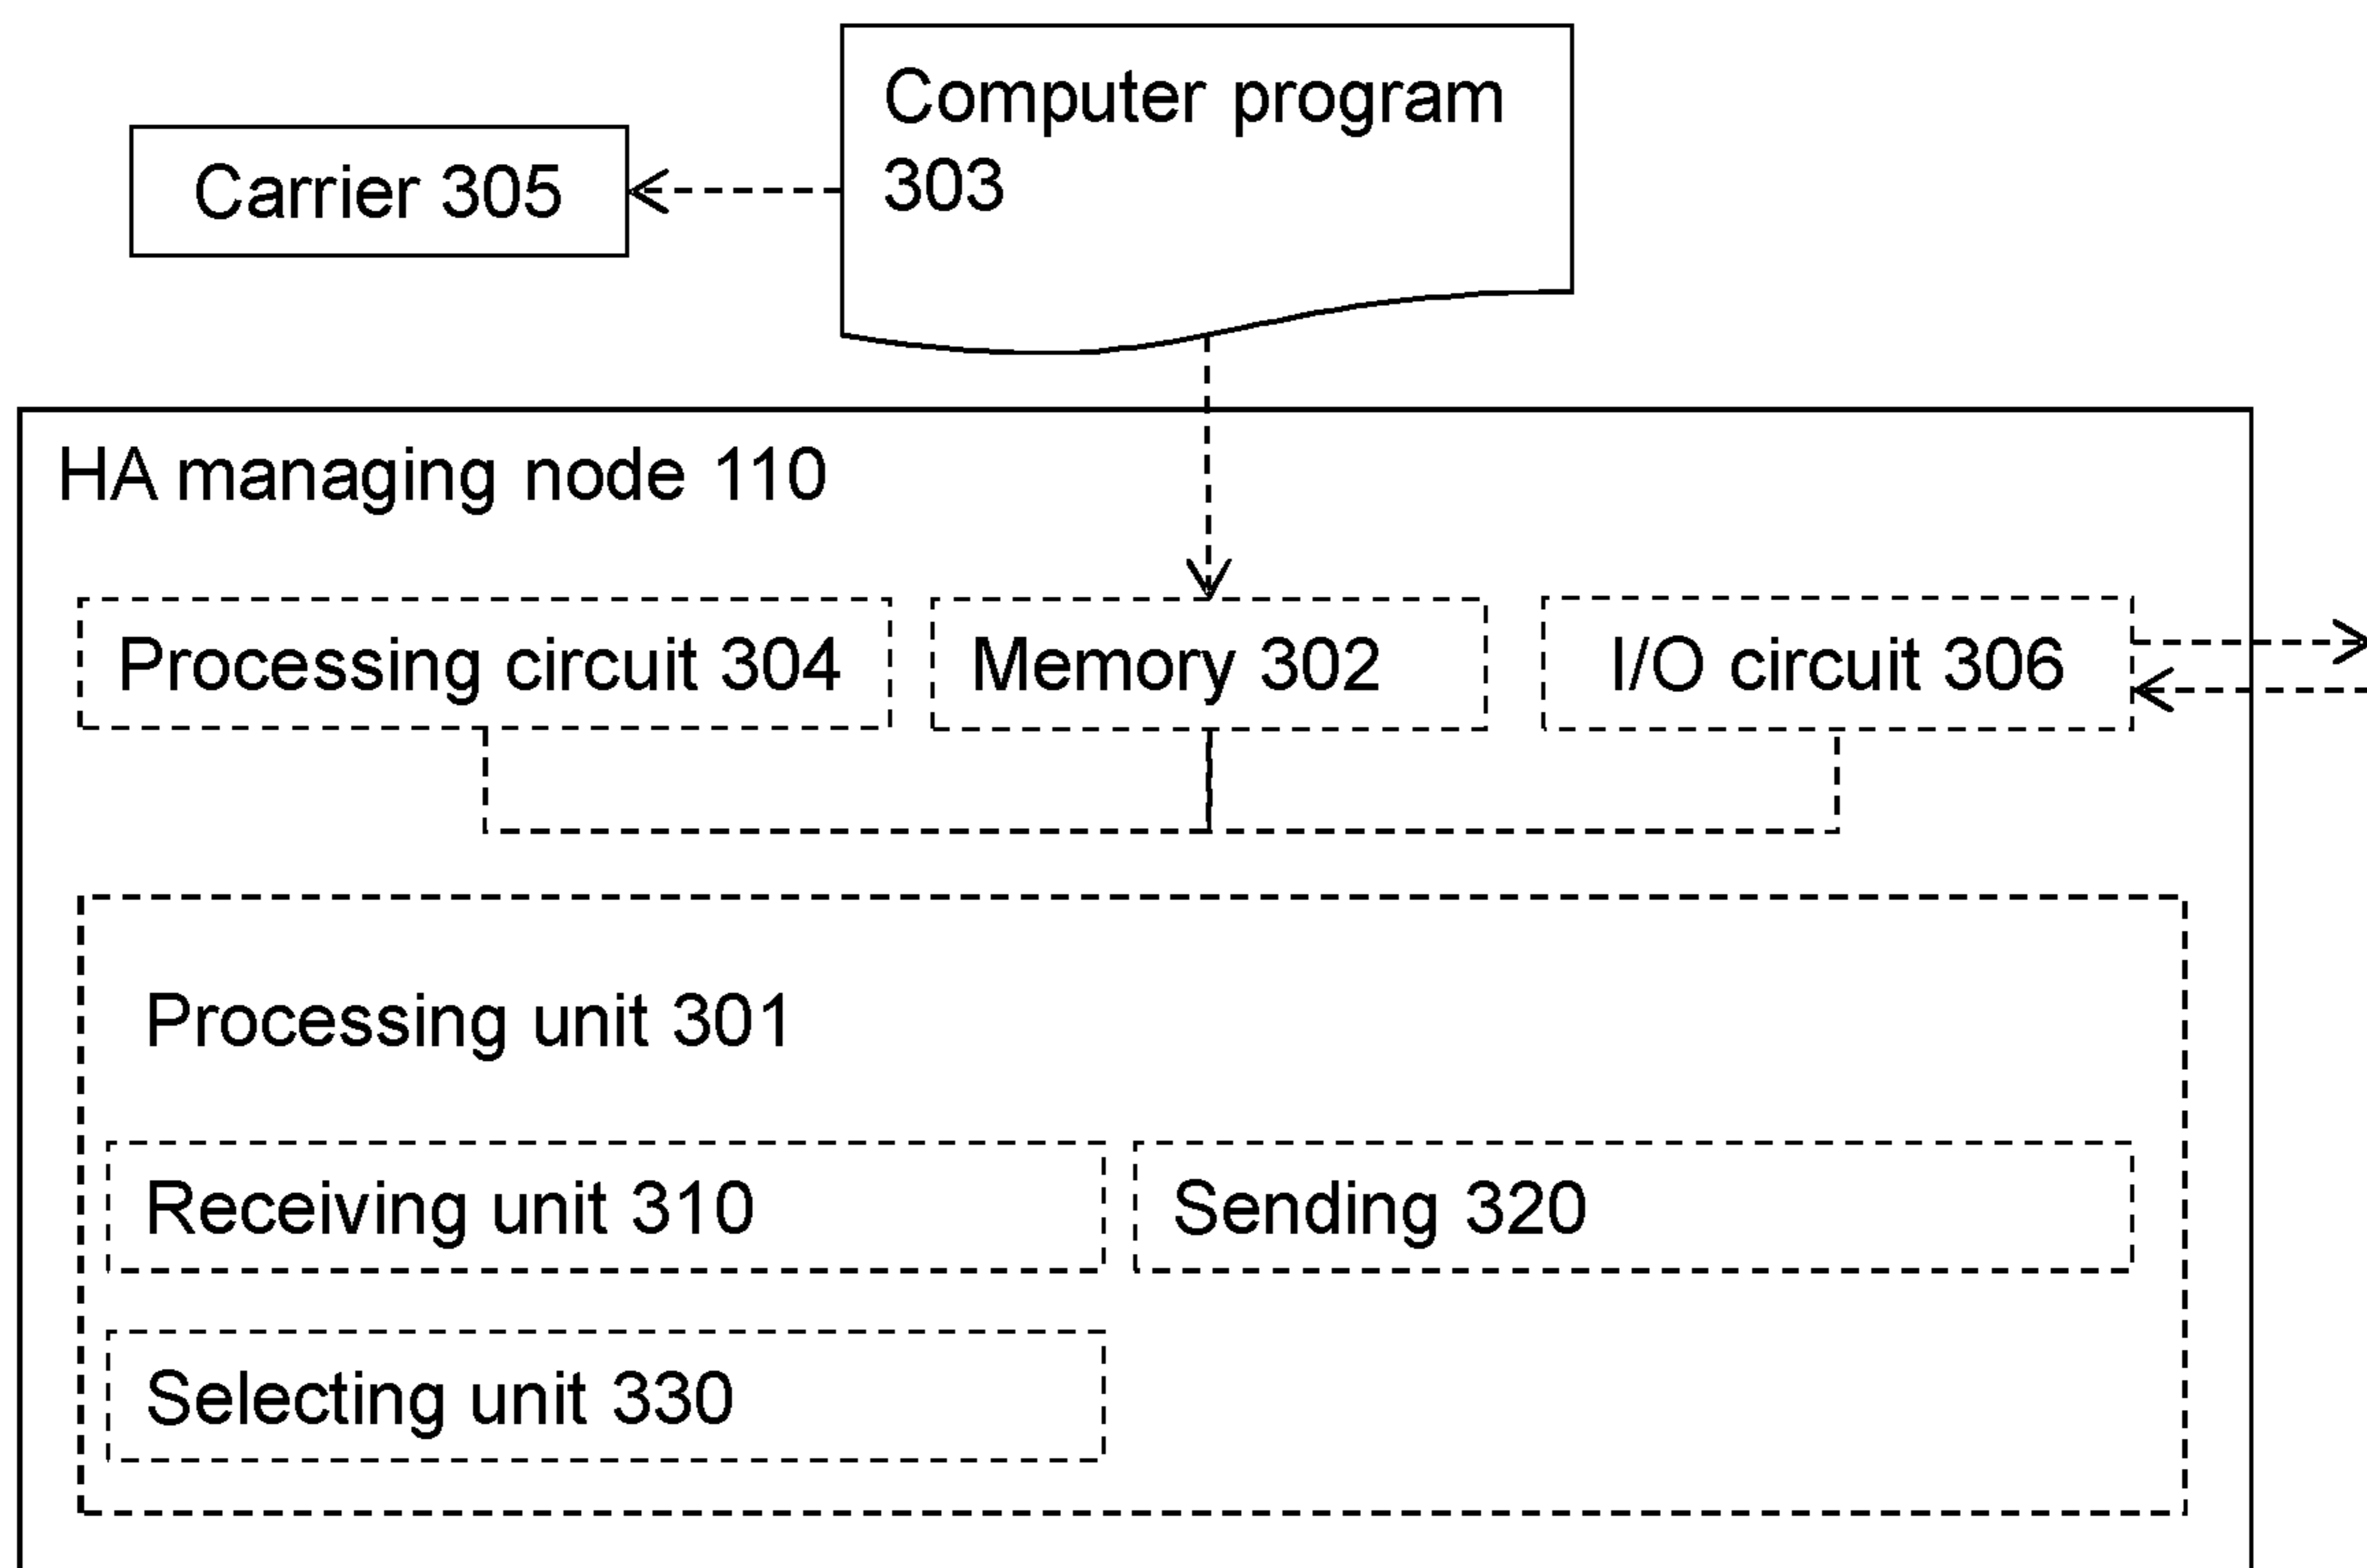 Computer program
303
Carrier 305
HA managing node 110
Processing circuit 304
Memory 302
I/O circuit 306
Processing unit 301
Receiving unit 310
Sending 320
Selecting unit 330